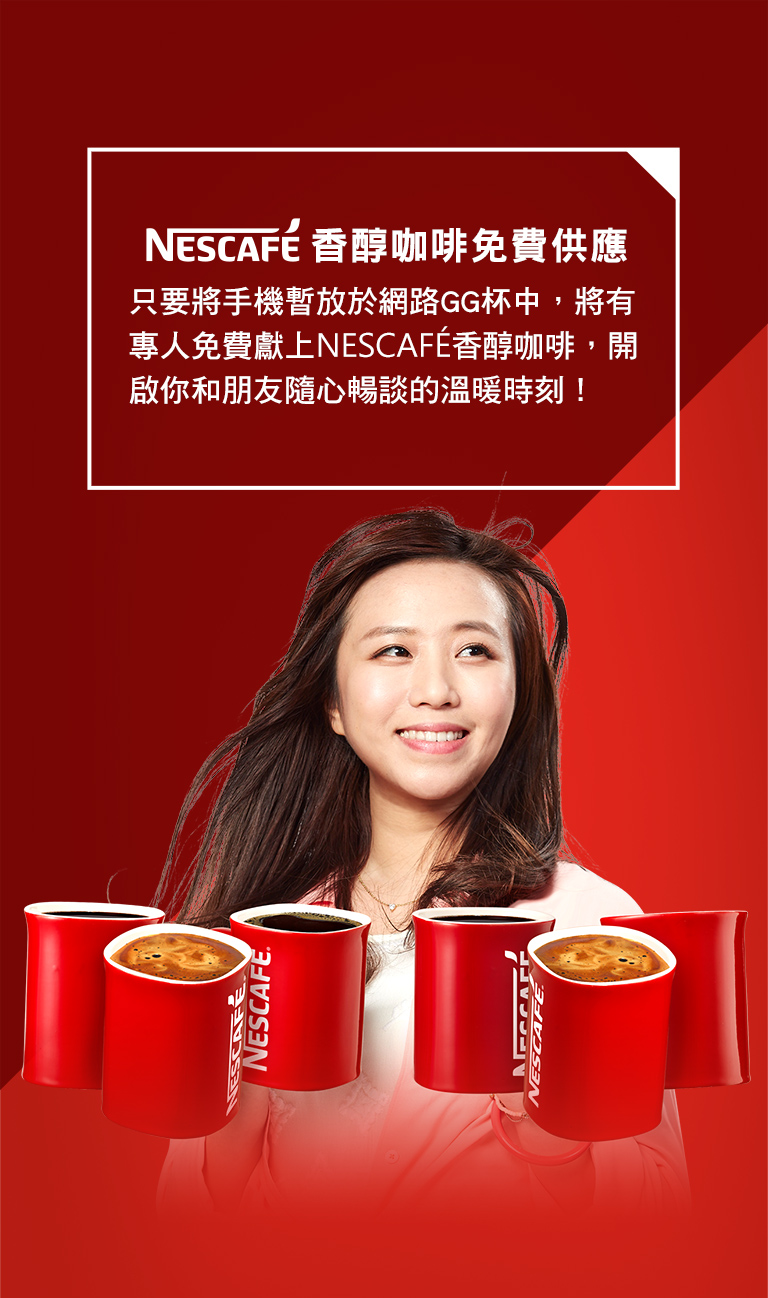 NESCAFÉ 香醇咖啡免費供應
只要將手機暫放於網路GG杯中，將有
專人免費獻上NESCAFÉ香醇咖啡，開
啟你和朋友隨心暢談的溫暖時刻！
NESCAFÉ.
NESCAFÉ.
NESCAFÉ
NESCAFÉ.